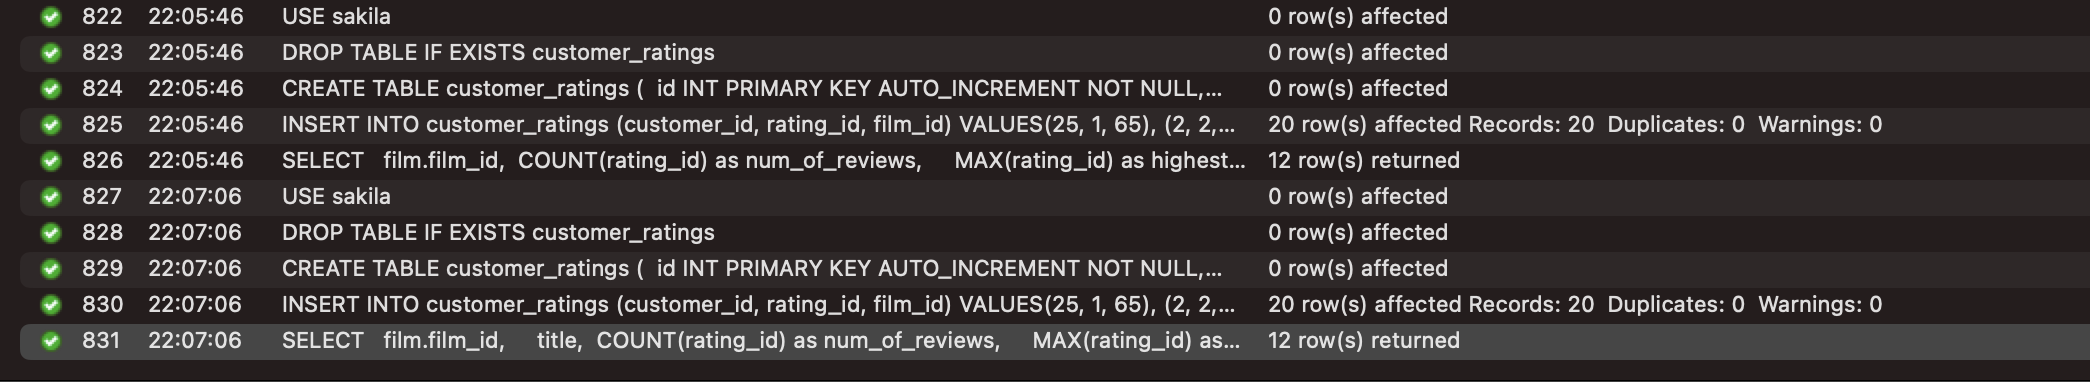 822 22:05:46 USE sakila 0 row(s) affected
823 22:05:46 DROP TABLE IF EXISTS customer_ratings 0 row(s) affected
824 22:05:46 CREATE TABLE customer_ratings ( id INT PRIMARY KEY AUTO_INCREMENT NOT NULL,... 0 row(s) affected
825 22:05:46 INSERT INTO customer_ratings (customer_id, rating_id, film_id) VALUES(25, 1, 65), (2, 2,... 20 row(s) affected Records: 20 Duplicates: 0 Warnings: 0
826 22:05:46 SELECT film.film_id, COUNT(rating_id) as num_of_reviews, MAX(rating_id) as highest... 12 row(s) returned
827 22:07:06 USE sakila 0 row(s) affected
828 22:07:06 DROP TABLE IF EXISTS customer_ratings 0 row(s) affected
829 22:07:06 CREATE TABLE customer_ratings ( id INT PRIMARY KEY AUTO_INCREMENT NOT NULL,... 0 row(s) affected
830 22:07:06 INSERT INTO customer_ratings (customer_id, rating_id, film_id) VALUES(25, 1, 65), (2, 2,... 20 row(s) affected Records: 20 Duplicates: 0 Warnings: 0
831 22:07:06 SELECT film.film_id, title, COUNT(rating_id) as num_of_reviews, MAX(rating_id) as... 12 row(s) returned